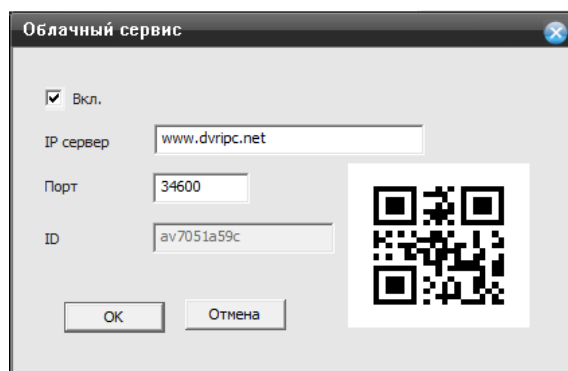 Облачный сервис
Вкл.
IP сервер www.dvripc.net
Порт 34600
ID av7051a59c
OK Отмена